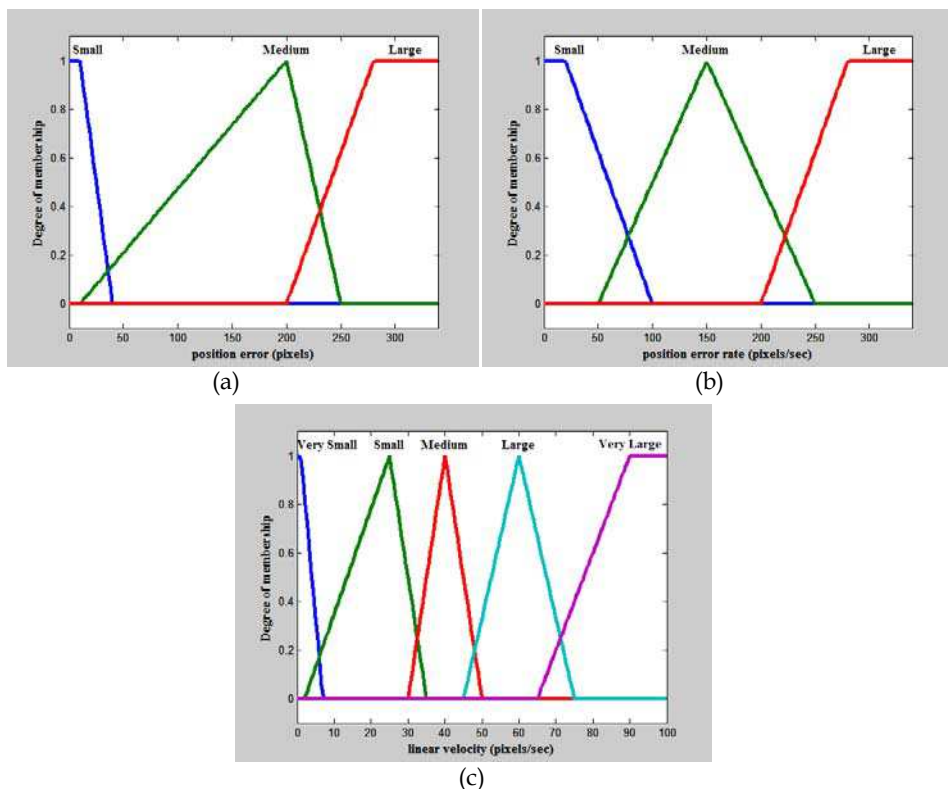 Small Medium Large
1
0.8
0.6
0.4
0.2
0
Degree of membership
0 50 100 150 200 250 300
position error (pixels)
(a)
Small Medium Large
1
0.8
0.6
0.4
0.2
0
Degree of membership
0 50 100 150 200 250 300
position error rate (pixels/sec)
(b)
Very Small Small Medium Large Very Large
1
0.8
0.6
0.4
0.2
0
Degree of membership
0 10 20 30 40 50 60 70 80 90 100
linear velocity (pixels/sec)
(c)